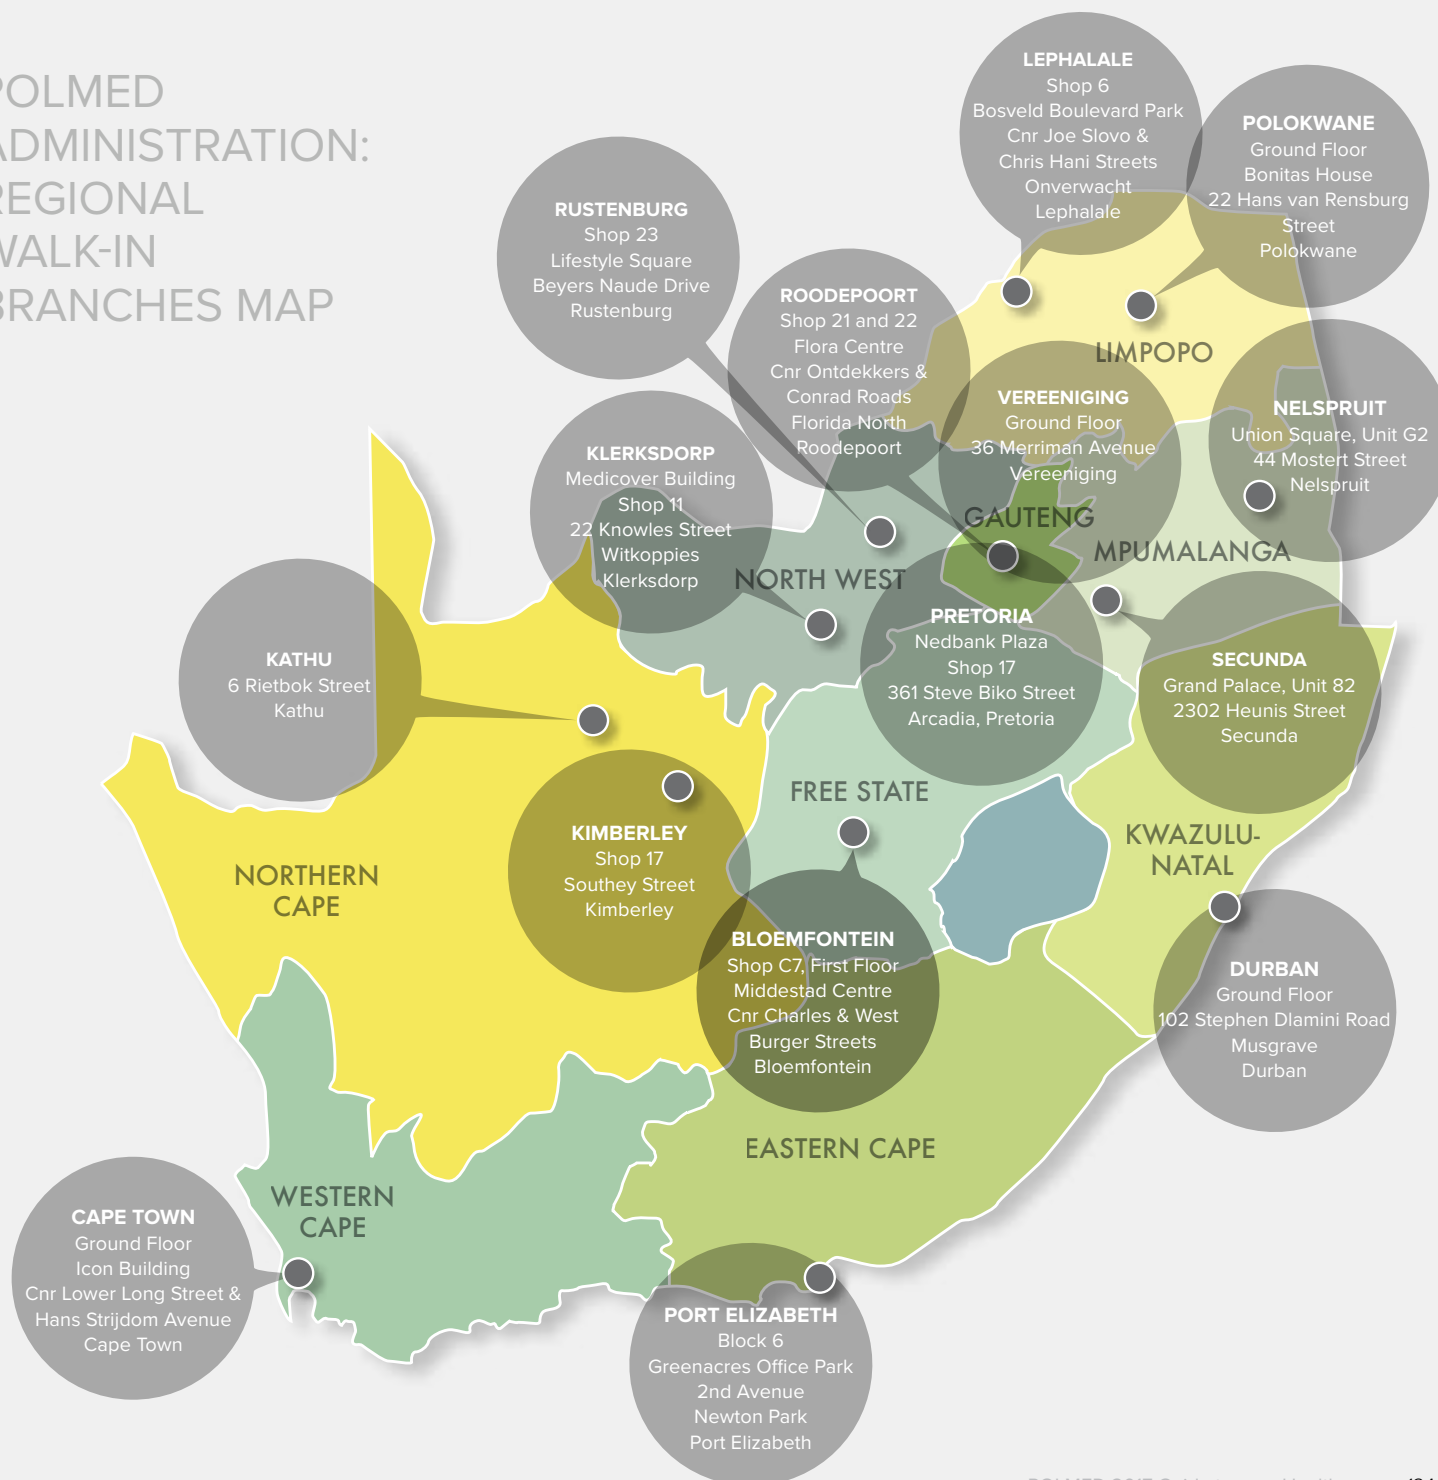 POLMED
ADMINISTRATION:
REGIONAL
WALK-IN
BRANCHES MAP
LEPHALALE
Shop 6
Bosveld Boulevard Park
Cnr Joe Slovo &
Chris Hani Streets
Onverwacht
Lephalale
POLOKWANE
Ground Floor
Bonitas House
22 Hans van Rensburg
Street
Polokwane
RUSTENBURG
Shop 23
Lifestyle Square
Beyers Naude Drive
Rustenburg
ROODEPOORT
Shop 21 and 22
Flora Centre
Cnr Ontdekkers &
Conrad Roads
Florida North
Roodepoort
LIMPOPO
VEREENIGING
Ground Floor
36 Merriman Avenue
Vereeniging
NELSPRUIT
Union Square, Unit G2
44 Mostert Street
Nelspruit
KLERKSDORP
Medicover Building
Shop 11
22 Knowles Street
Witkoppies
Klerksdorp
GAUTENG
MPUMALANGA
NORTH WEST
PRETORIA
Nedbank Plaza
Shop 17
361 Steve Biko Street
Arcadia, Pretoria
SECUNDA
Grand Palace, Unit 82
2302 Heunis Street
Secunda
KATHU
6 Rietbok Street
Kathu
FREE STATE
KIMBERLEY
Shop 17
Southey Street
Kimberley
KWAZULU-
NATAL
NORTHERN
CAPE
BLOEMFONTEIN
Shop C7, First Floor
Middestad Centre
Cnr Charles & West
Burger Streets
Bloemfontein
DURBAN
Ground Floor
102 Stephen Dlamini Road
Musgrave
Durban
EASTERN CAPE
WESTERN
CAPE
CAPE TOWN
Ground Floor
Icon Building
Cnr Lower Long Street &
Hans Strijdom Avenue
Cape Town
PORT ELIZABETH
Block 6
Greenacres Office Park
2nd Avenue
Newton Park
Port Elizabeth